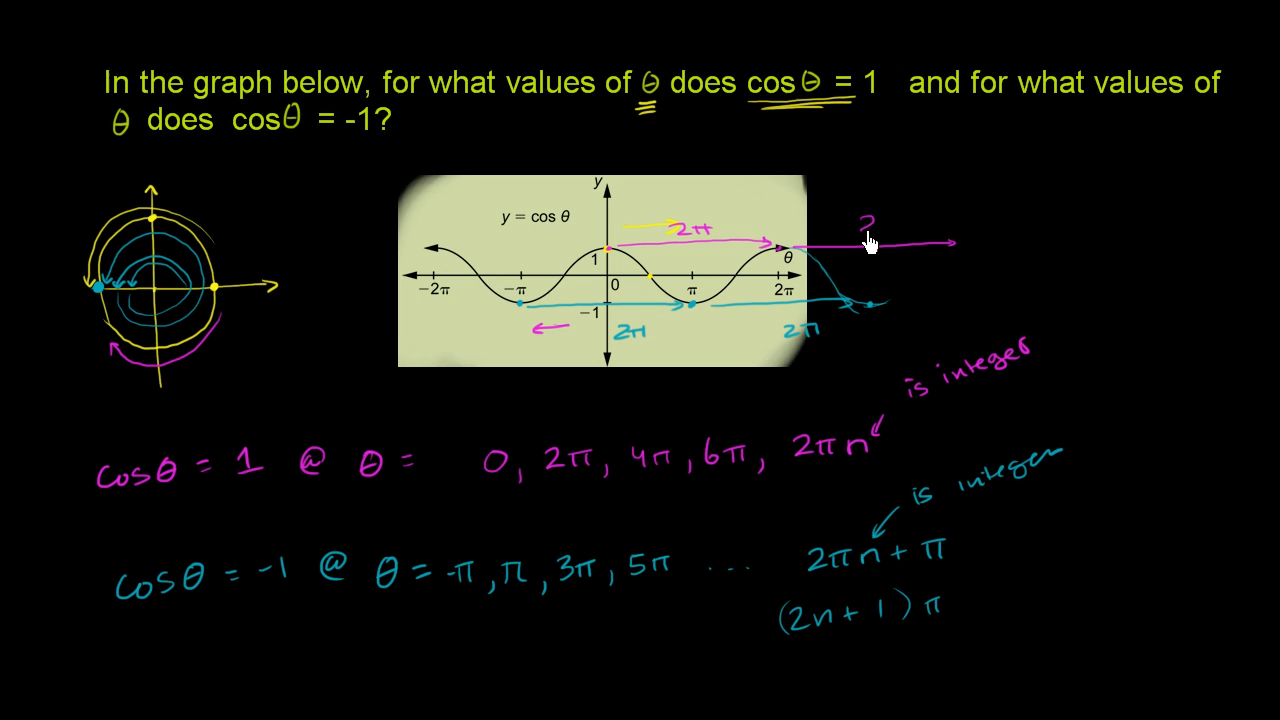 In the graph below, for what values of θ does cosθ = 1 and for what values of
θ does cosθ = -1?
y
y = cos θ
2π
1
θ
−2π
−π
0
π
2π
−1
2π
2π
is integer
cosθ = 1 @ θ = 0, 2π, 4π, 6π, 2πn
is integer
cosθ = -1 @ θ = -π, π, 3π, 5π ... 2πn + π
(2n + 1) π